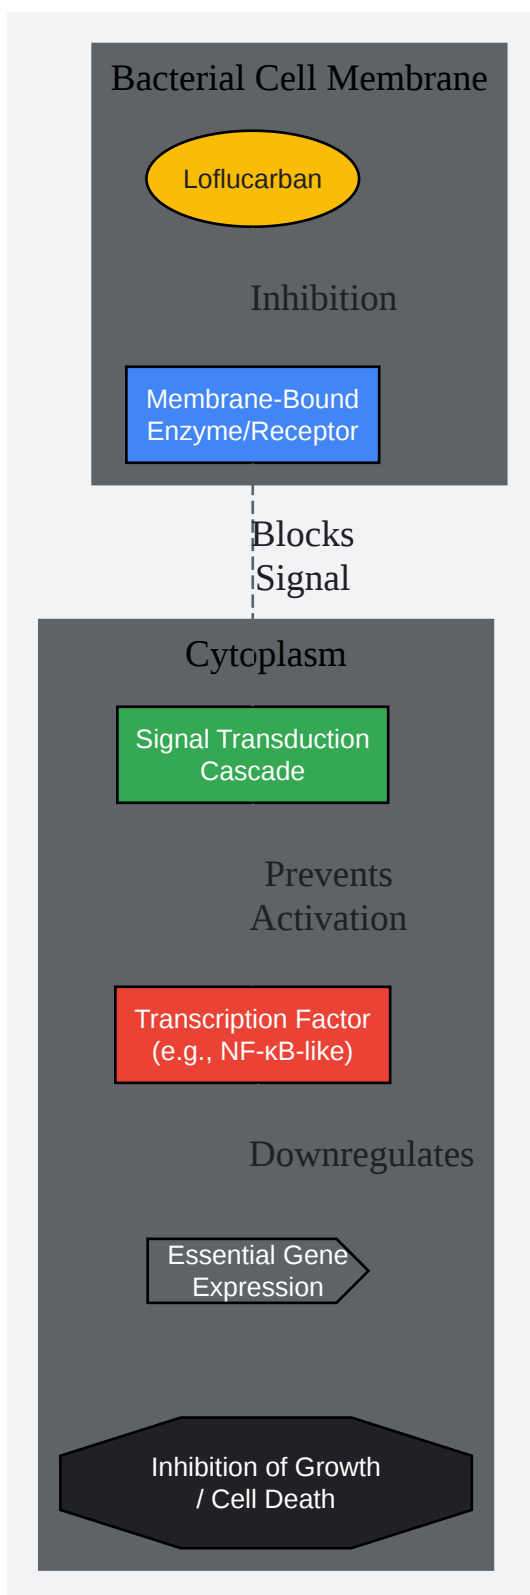 Bacterial Cell Membrane
Loflucarban
Inhibition
Membrane-Bound
Enzyme/Receptor
Blocks
Signal
Cytoplasm
Signal Transduction
Cascade
Prevents
Activation
Transcription Factor
(e.g., NF-κB-like)
Downregulates
Essential Gene
Expression
Inhibition of Growth
/ Cell Death